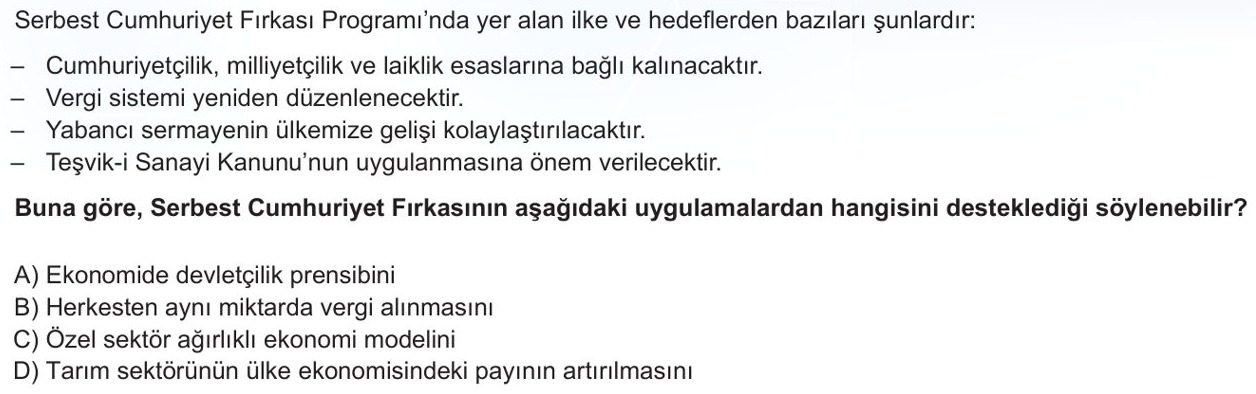 Serbest Cumhuriyet Fırkası Programı’nda yer alan ilke ve hedeflerden bazıları şunlardır:
– Cumhuriyetçilik, milliyetçilik ve laiklik esaslarına bağlı kalınacaktır.
– Vergi sistemi yeniden düzenlenecektir.
– Yabancı sermayenin ülkemize gelişi kolaylaştırılacaktır.
– Teşvik-i Sanayi Kanunu’nun uygulanmasına önem verilecektir.
Buna göre, Serbest Cumhuriyet Fırkasının aşağıdaki uygulamalardan hangisini desteklediği söylenebilir?
A) Ekonomide devletçilik prensibini
B) Herkesten aynı miktarda vergi alınmasını
C) Özel sektör ağırlıklı ekonomi modelini
D) Tarım sektörünün ülke ekonomisindeki payının artırılmasını